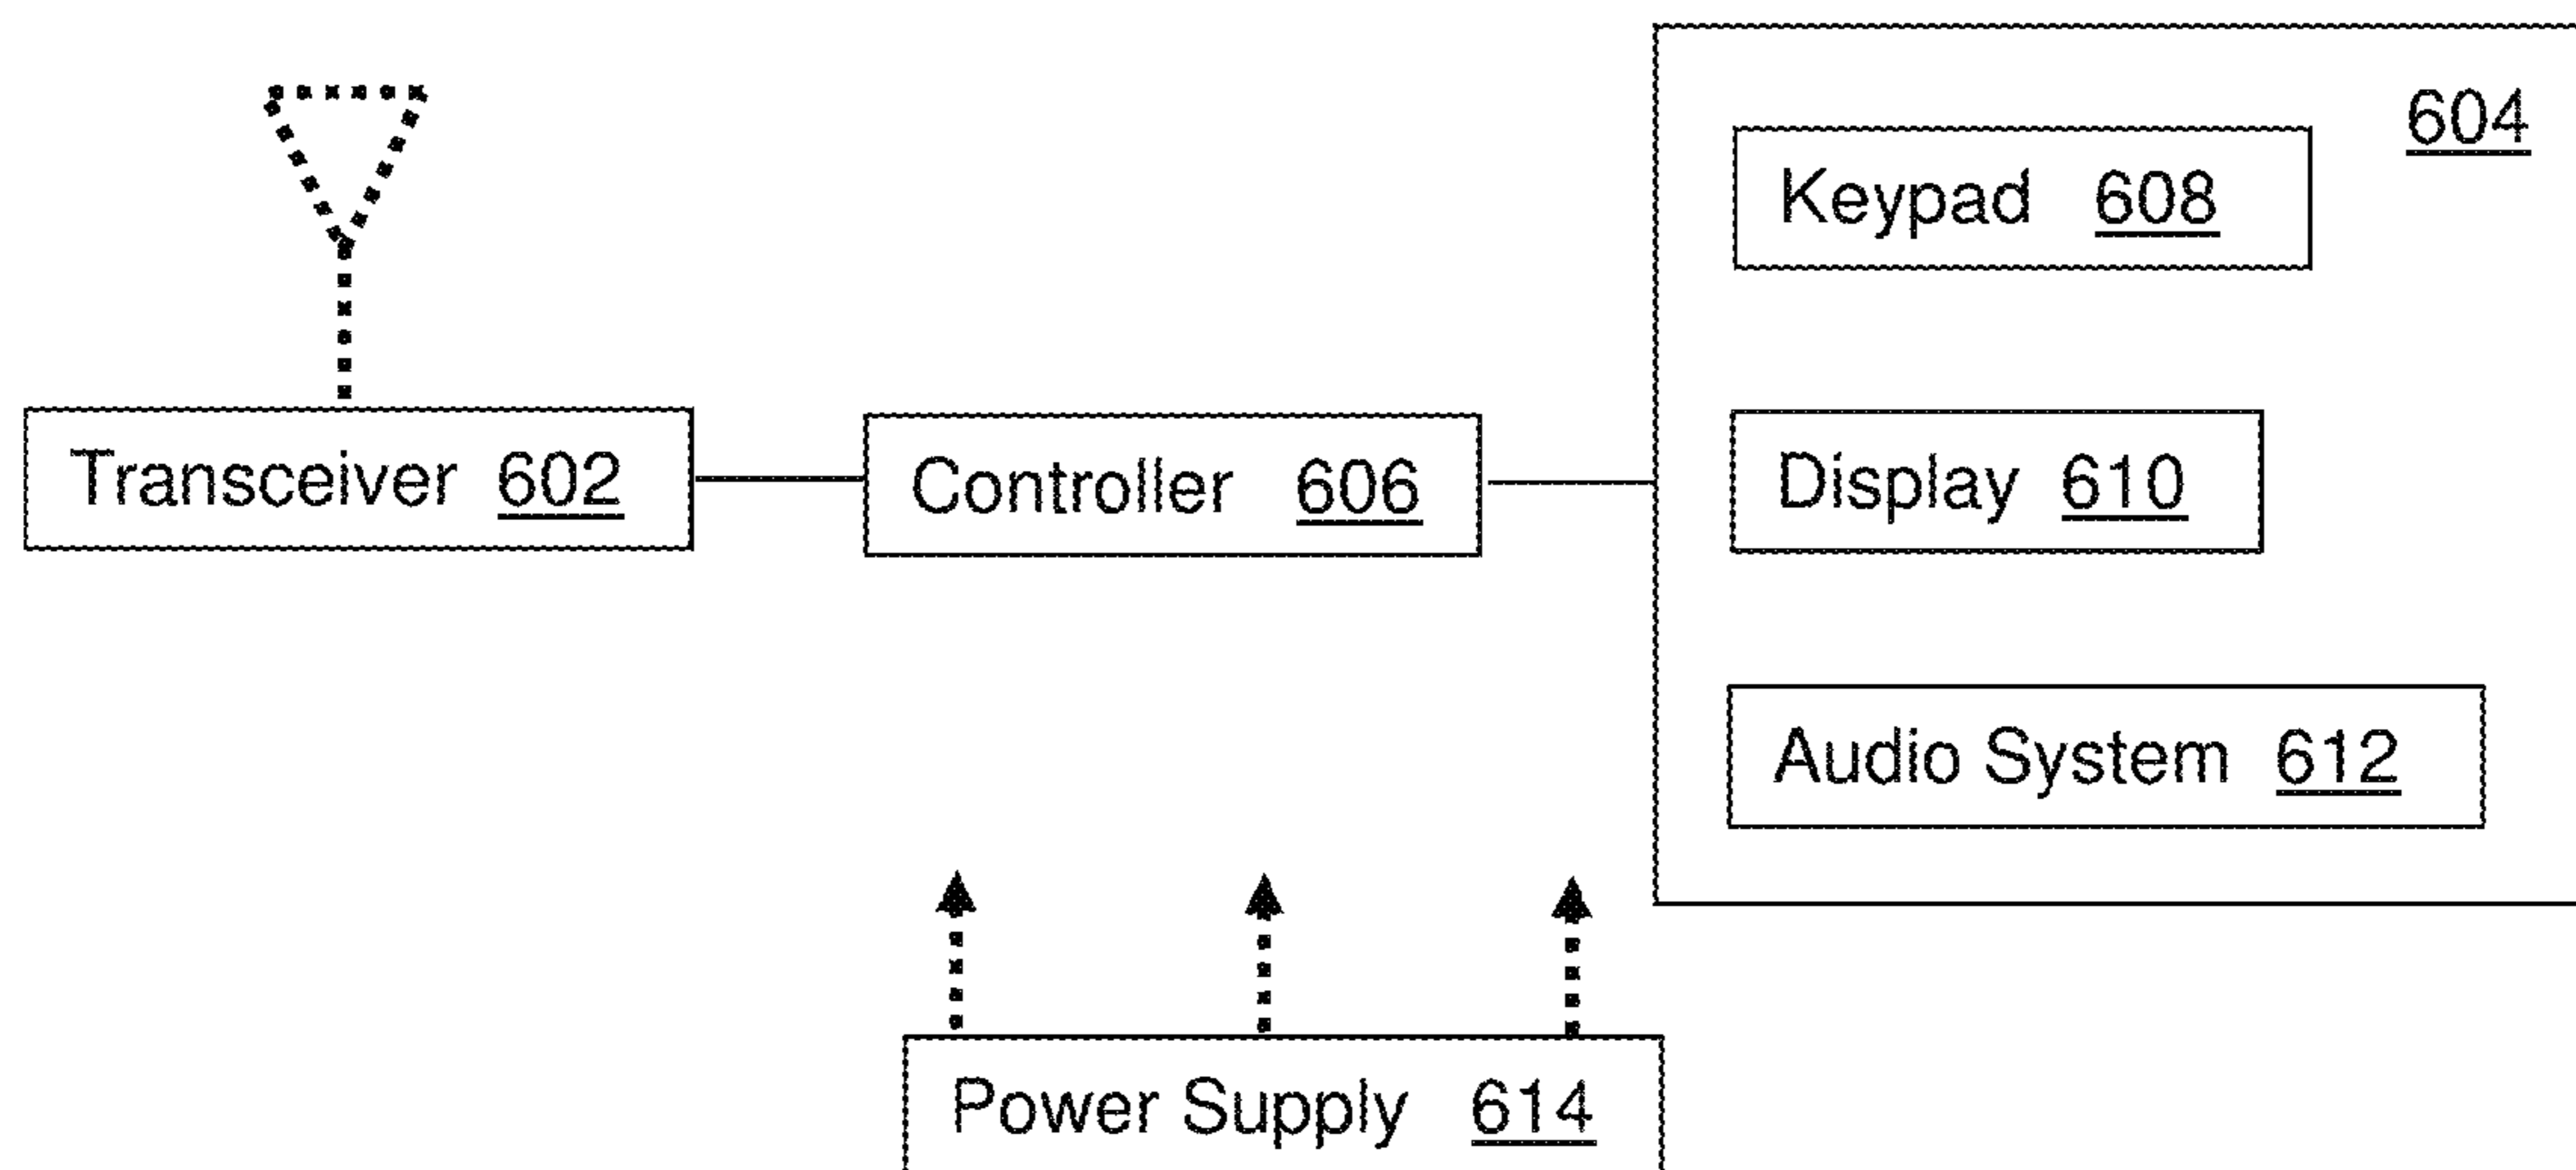 604
Keypad 608
Transceiver 602
Controller 606
Display 610
Audio System 612
Power Supply 614